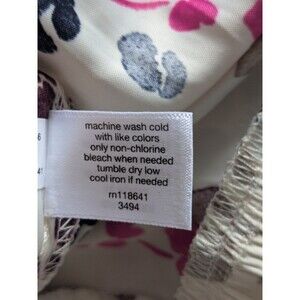 machine wash cold
with like colors
only non-chlorine
bleach when needed
tumble dry low
cool iron if needed
rn118641
3494